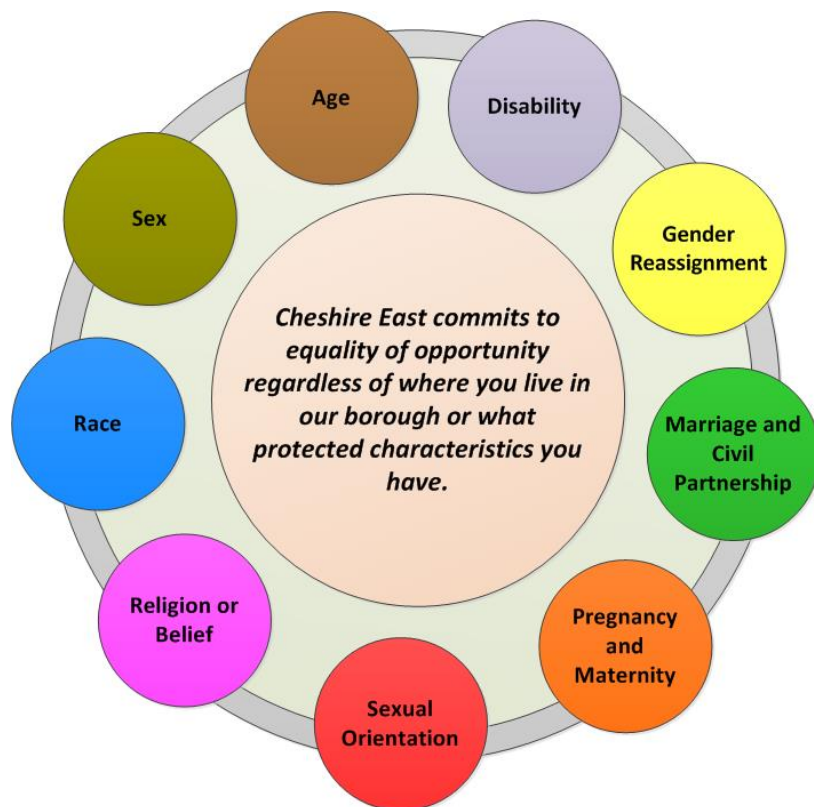 Age
Disability
Sex
Gender
Reassignment
Cheshire East commits to
equality of opportunity
regardless of where you live in
our borough or what
protected characteristics you
have.
Race
Marriage and
Civil
Partnership
Religion or
Belief
Pregnancy
and
Maternity
Sexual
Orientation